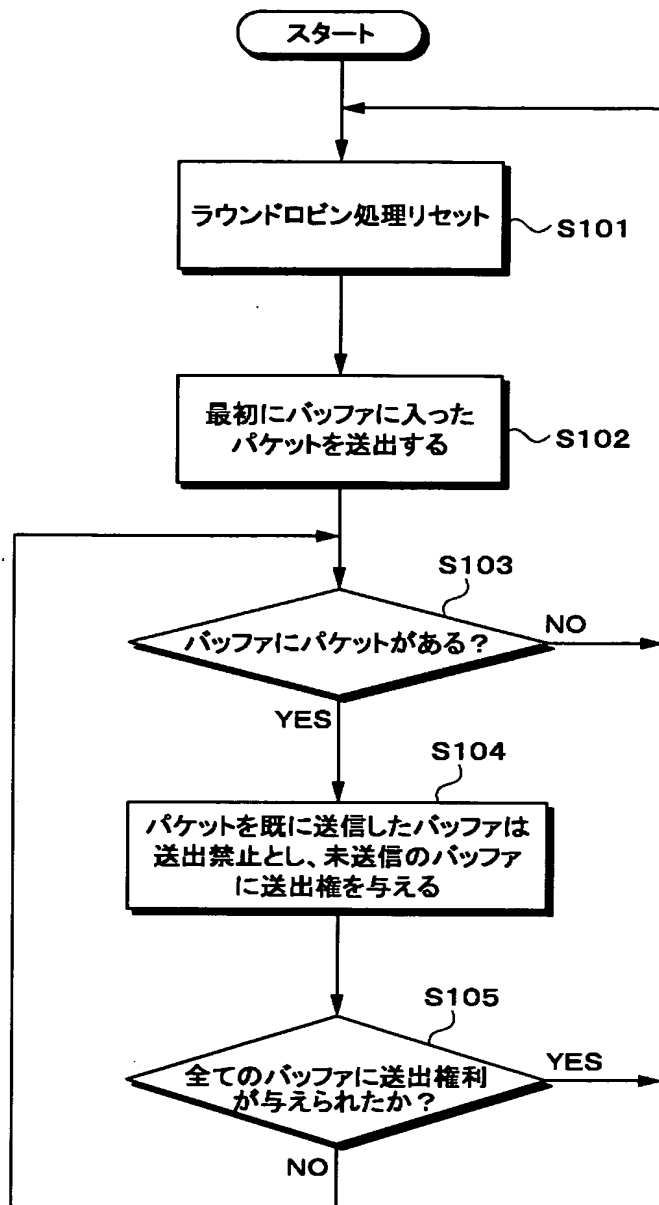 スタート
ラウンドロビン処理リセット
S101
最初にバッファに入った
パケットを送出する
S102
S103
バッファにパケットがある?
NO
YES
S104
パケットを既に送信したバッファは
送出禁止とし、未送信のバッファ
に送出権を与える
S105
全てのバッファに送出権利
が与えられたか?
YES
NO